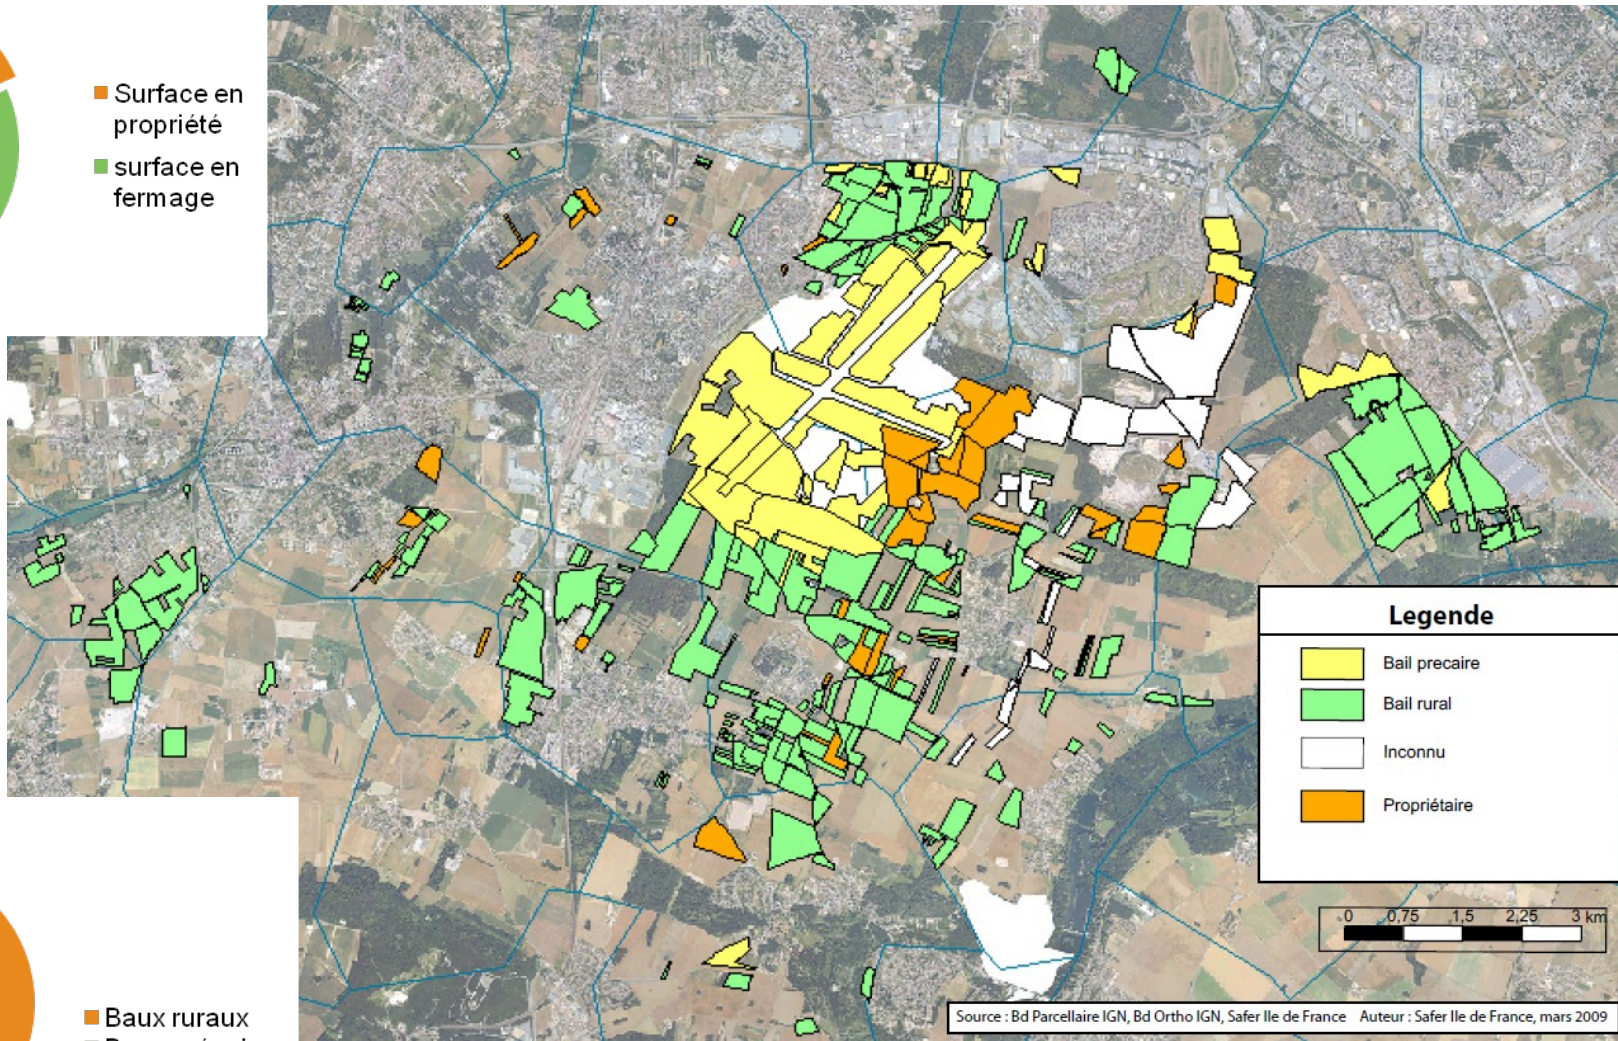 Surface en
propriété
surface en
fermage
Legende
Bail precaire
Bail rural
Inconnu
Propriétaire
0 0,75 1,5 2,25 3 km
Source : Bd Parcellaire IGN, Bd Ortho IGN, Safer Ile de France Auteur : Safer Ile de France, mars 2009
Baux ruraux